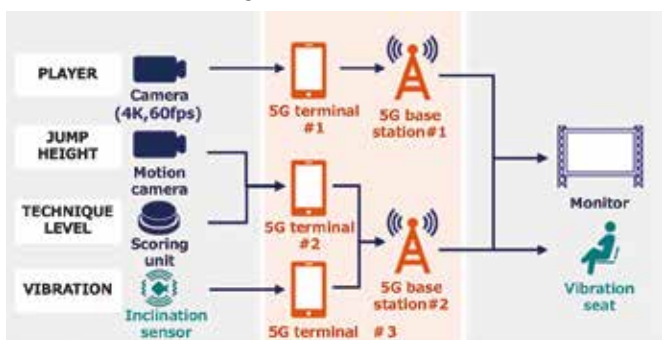 PLAYER
Camera
(4K,60fps)
5G terminal
#1
5G base
station#1
JUMP
HEIGHT
Motion
camera
5G terminal
#2
Monitor
TECHNIQUE
LEVEL
Scoring
unit
5G base
station#2
VIBRATION
Inclination
sensor
5G terminal #3
Vibration
seat